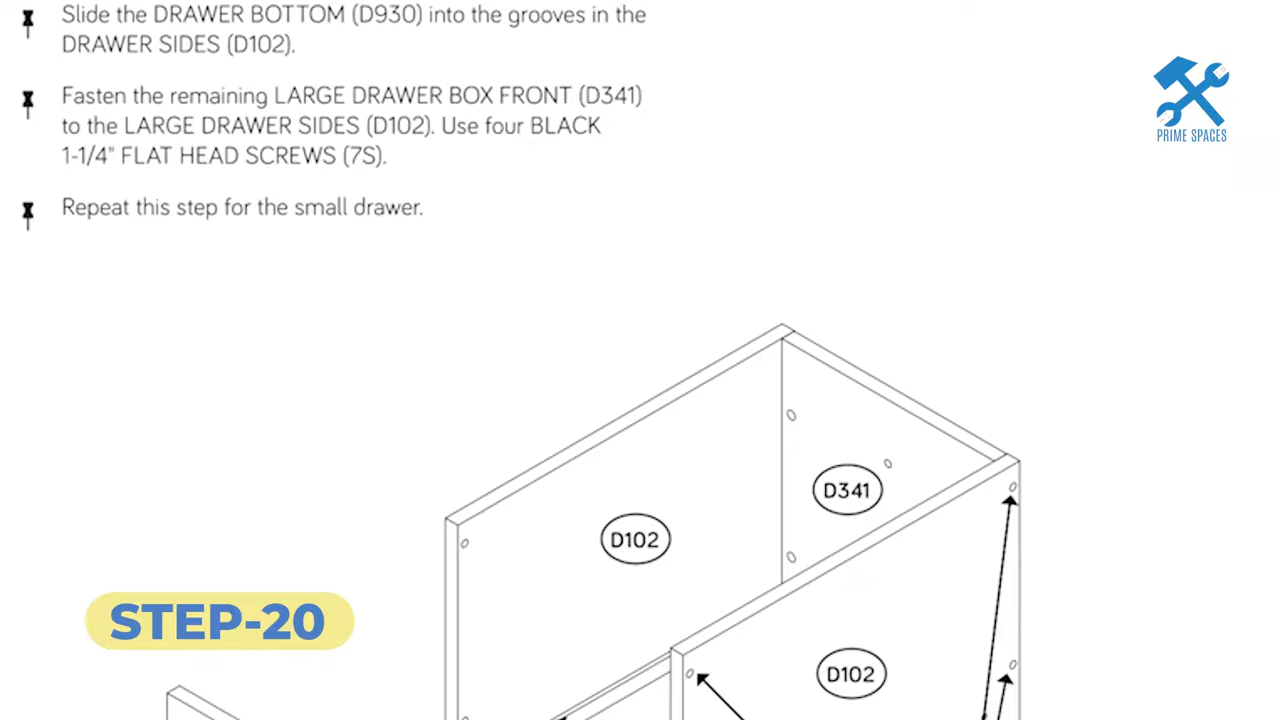 Slide the DRAWER BOTTOM (D930) into the grooves in the
DRAWER SIDES (D102).
Fasten the remaining LARGE DRAWER BOX FRONT (D341)
to the LARGE DRAWER SIDES (D102). Use four BLACK
1-1/4" FLAT HEAD SCREWS (7S).
Repeat this step for the small drawer.
PRIME SPACES
D341
D102
STEP-20
D102